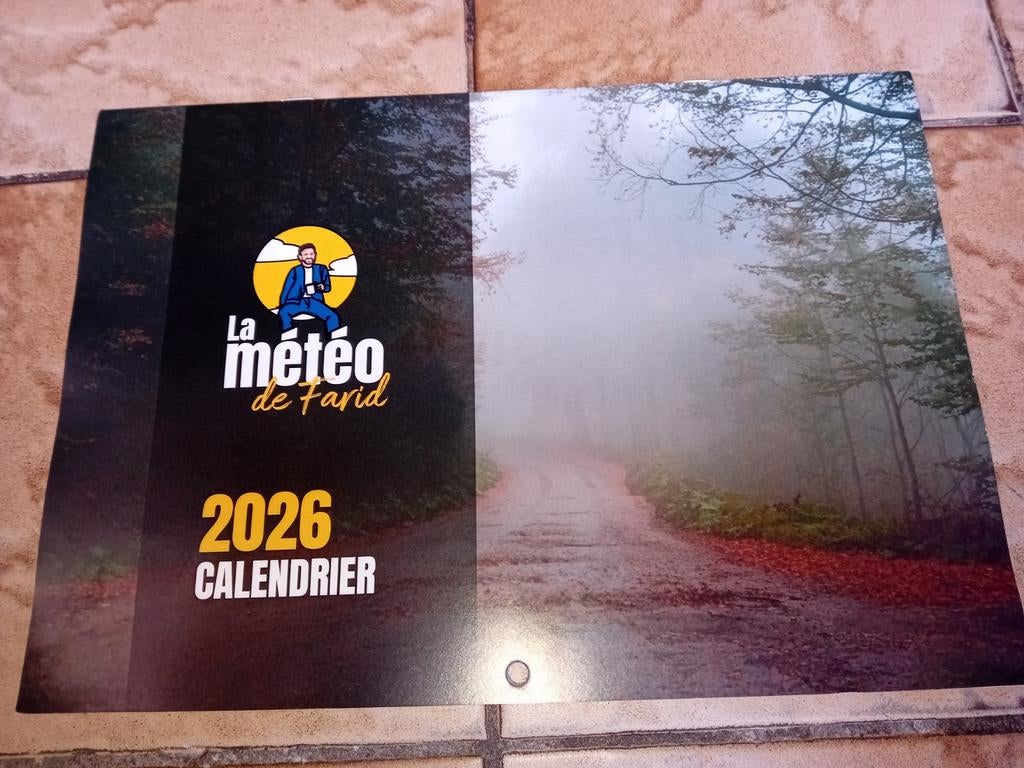 La
météo
de Farid
2026
CALENDRIER